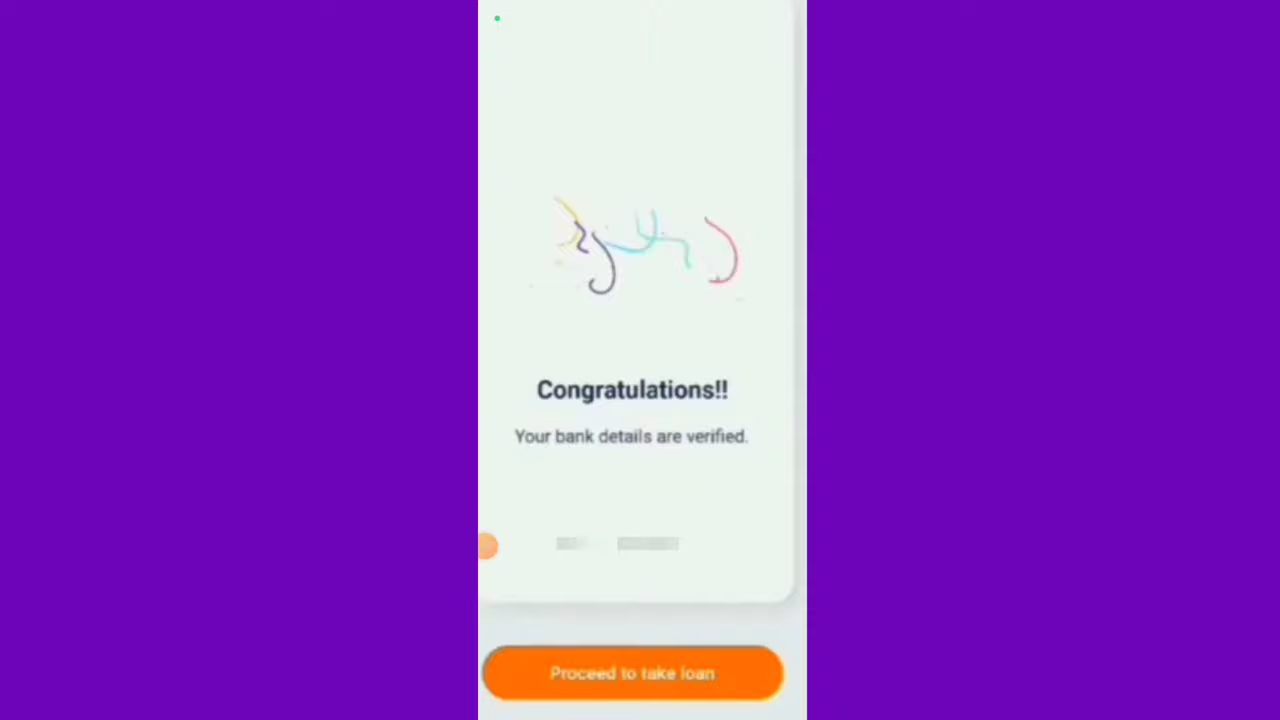 Congratulations!!
Your bank details are verified.
Proceed to take loan